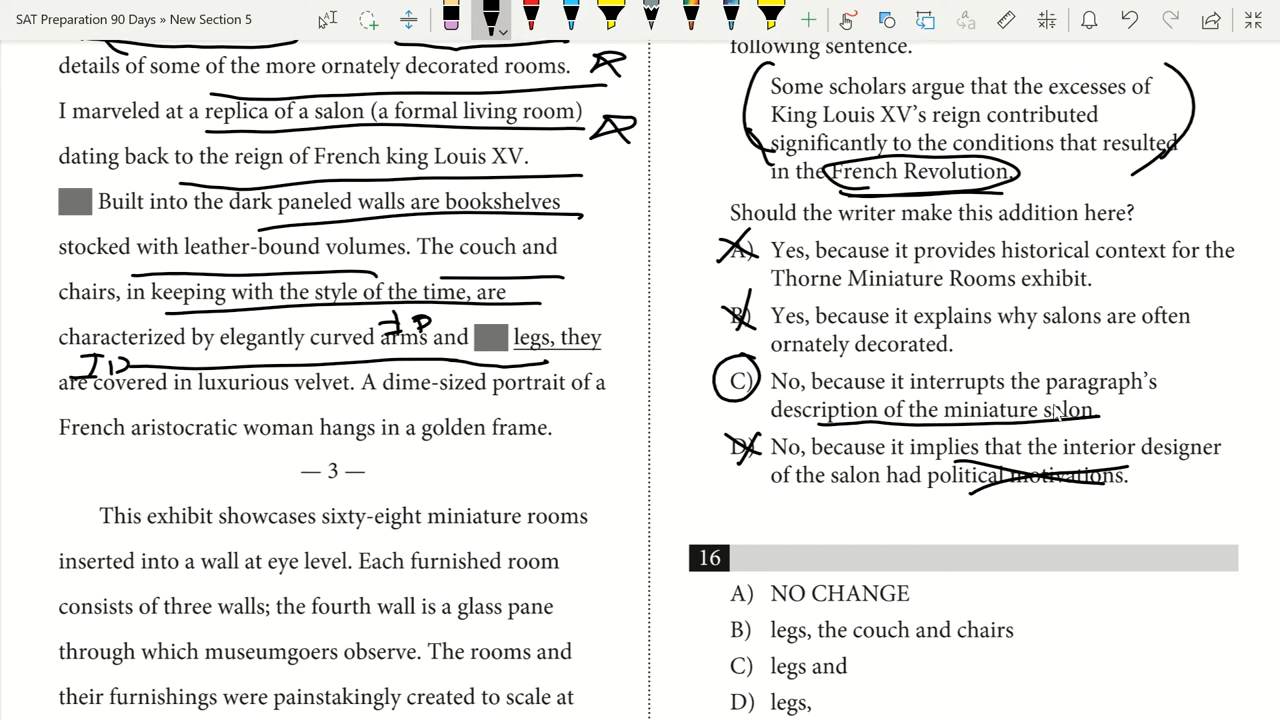 SAT Preparation 90 Days » New Section 5
details of some of the more ornately decorated rooms.
I marveled at a replica of a salon (a formal living room)
dating back to the reign of French king Louis XV.
Built into the dark paneled walls are bookshelves
stocked with leather-bound volumes. The couch and
chairs, in keeping with the style of the time, are
characterized by elegantly curved arms and legs, they
are covered in luxurious velvet. A dime-sized portrait of a
French aristocratic woman hangs in a golden frame.
— 3 —
This exhibit showcases sixty-eight miniature rooms
inserted into a wall at eye level. Each furnished room
consists of three walls; the fourth wall is a glass pane
through which museumgoers observe. The rooms and
their furnishings were painstakingly created to scale at
following sentence.
Some scholars argue that the excesses of
King Louis XV's reign contributed
significantly to the conditions that resulted
in the French Revolution.
Should the writer make this addition here?
A) Yes, because it provides historical context for the
Thorne Miniature Rooms exhibit.
B) Yes, because it explains why salons are often
ornately decorated.
C) No, because it interrupts the paragraph's
description of the miniature salon.
D) No, because it implies that the interior designer
of the salon had political motivations.
16
A) NO CHANGE
B) legs, the couch and chairs
C) legs and
D) legs,